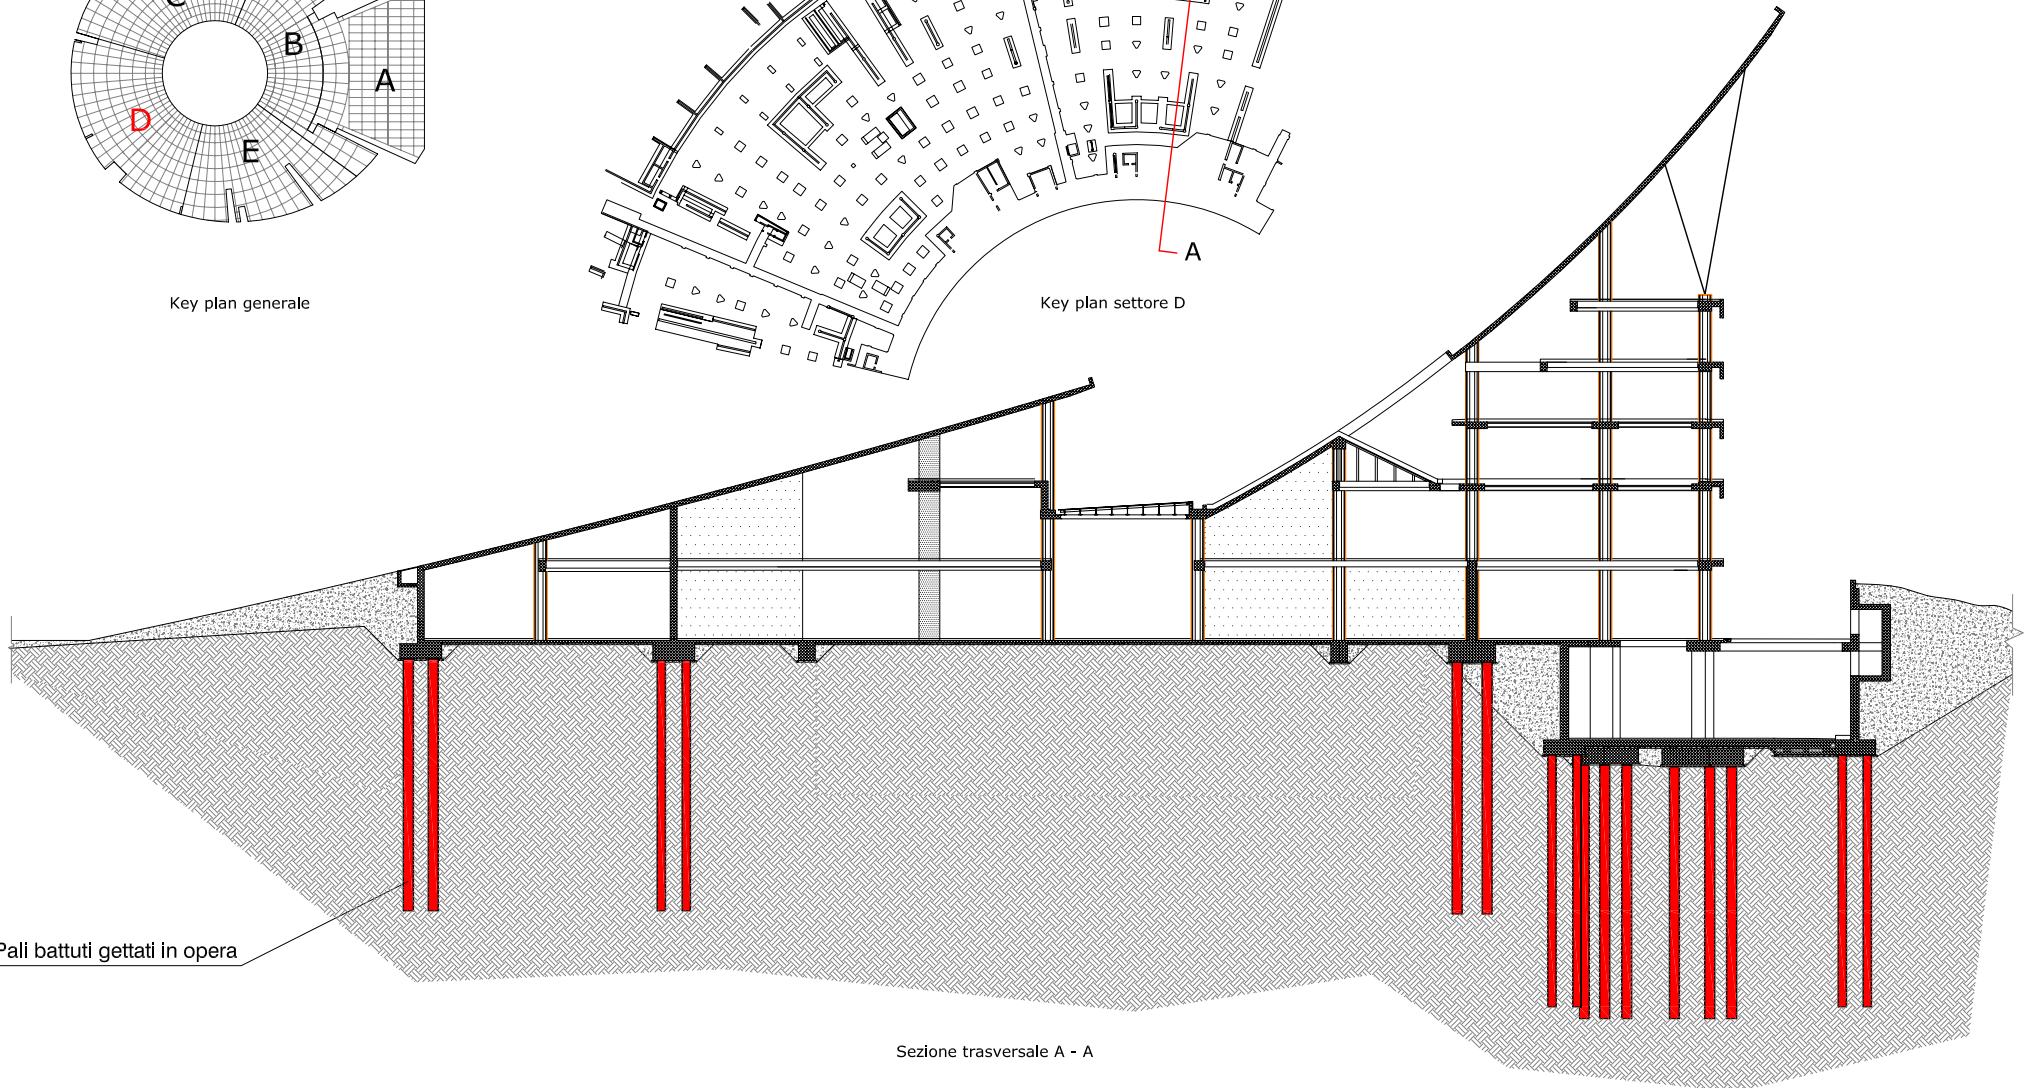 C
B
A
D
E
A
Key plan generale
Key plan settore D
Pali battuti gettati in opera
Sezione trasversale A - A